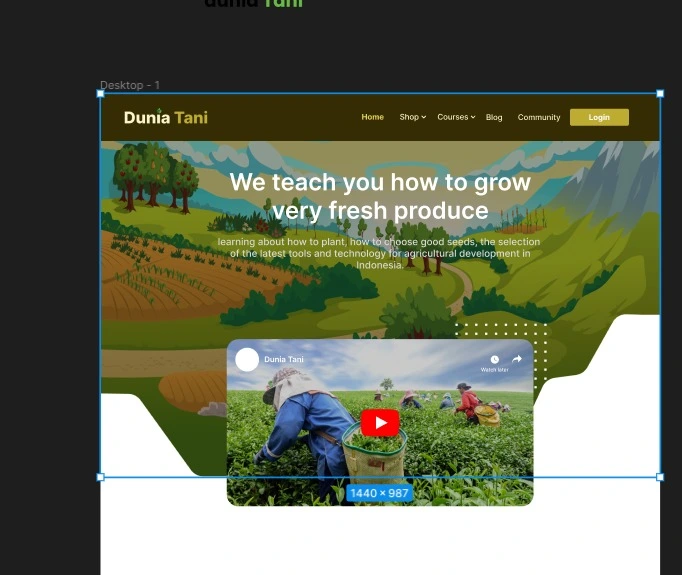 dunia Tani
Desktop - 1
Dunia Tani
Home
Shop
Courses
Blog
Community
Login
We teach you how to grow
very fresh produce
learning about how to plant, how to choose good seeds, the selection
of the latest tools and technology for agricultural development in
Indonesia.
Dunia Tani
Watch later
1440 × 987